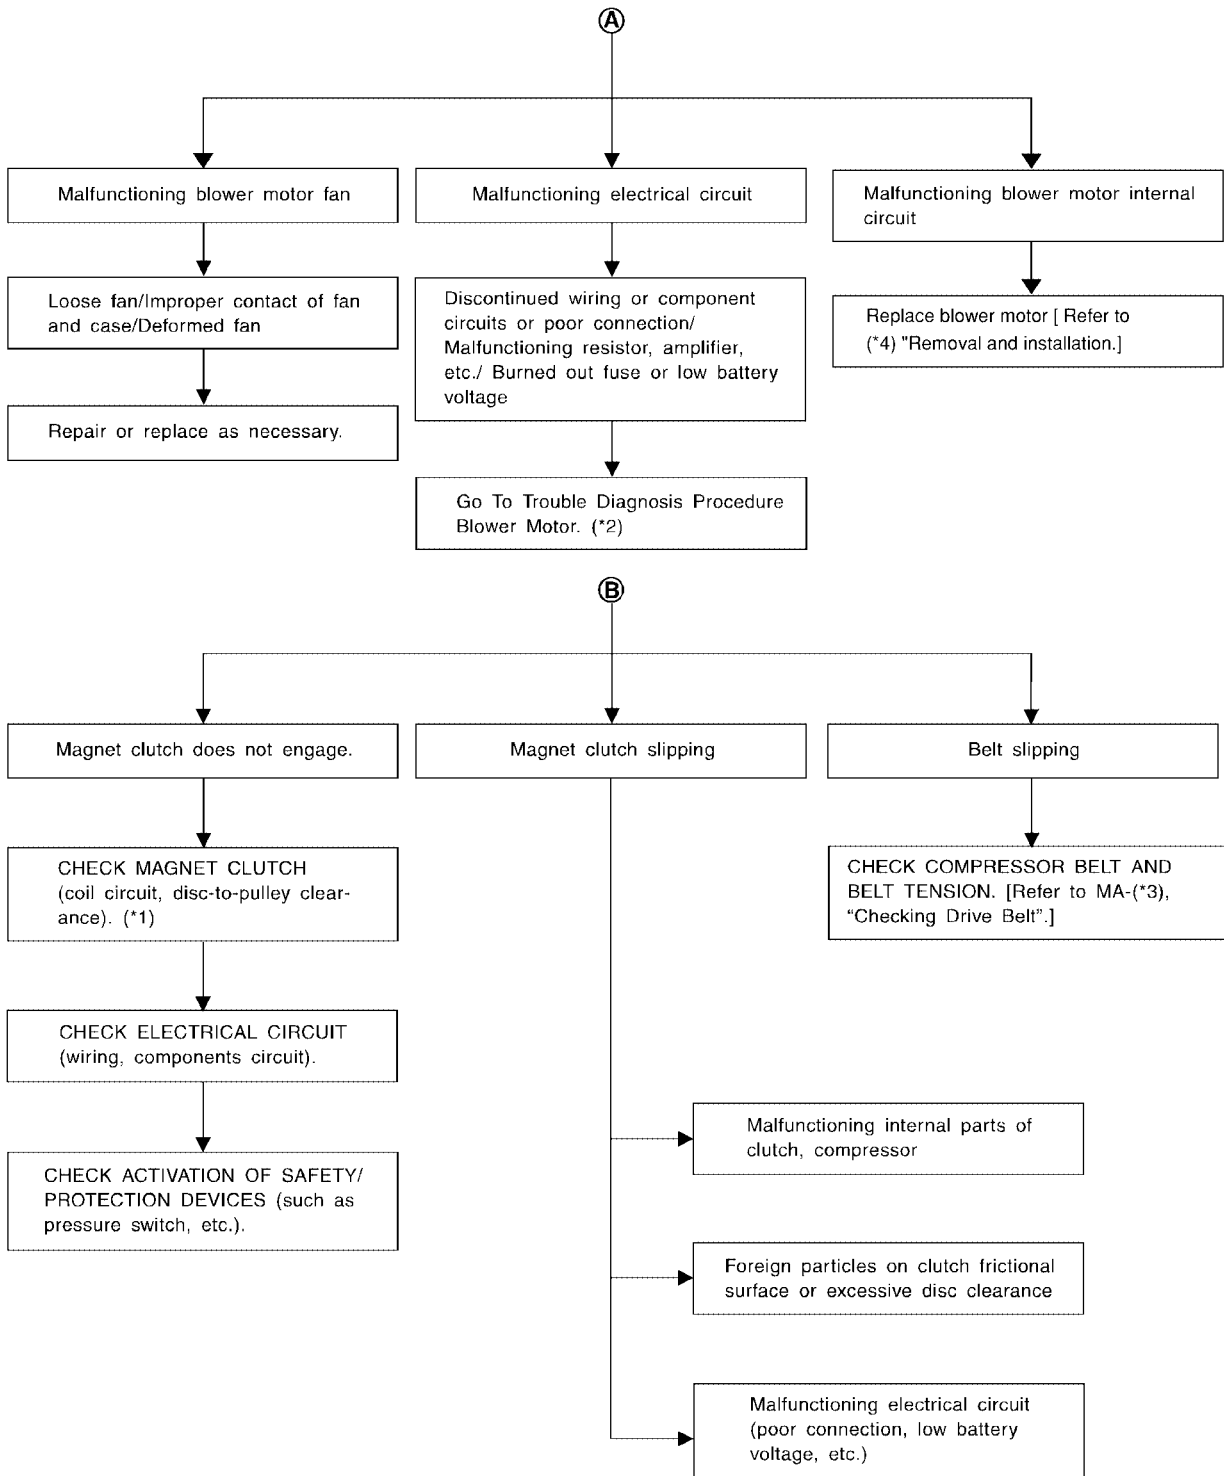 A
Malfunctioning blower motor fan
Loose fan/Improper contact of fan
and case/Deformed fan
Repair or replace as necessary.
Malfunctioning electrical circuit
Discontinued wiring or component
circuits or poor connection/
Malfunctioning resistor, amplifier,
etc./ Burned out fuse or low battery
voltage
Go To Trouble Diagnosis Procedure
Blower Motor. (*2)
Malfunctioning blower motor internal
circuit
Replace blower motor [ Refer to
(*4) "Removal and installation.]
B
Magnet clutch does not engage.
CHECK MAGNET CLUTCH
(coil circuit, disc-to-pulley clear-
ance). (*1)
CHECK ELECTRICAL CIRCUIT
(wiring, components circuit).
CHECK ACTIVATION OF SAFETY/
PROTECTION DEVICES (such as
pressure switch, etc.).
Magnet clutch slipping
Malfunctioning internal parts of
clutch, compressor
Foreign particles on clutch frictional
surface or excessive disc clearance
Malfunctioning electrical circuit
(poor connection, low battery
voltage, etc.)
Belt slipping
CHECK COMPRESSOR BELT AND
BELT TENSION. [Refer to MA-(*3),
“Checking Drive Belt”.]